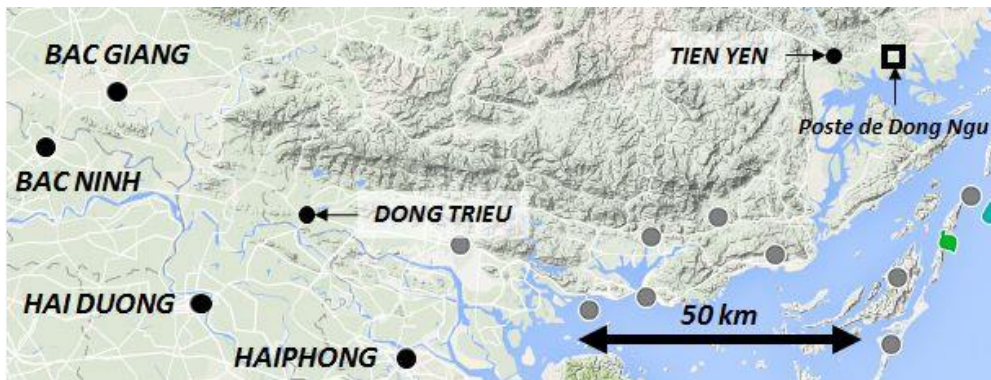 BAC GIANG
TIEN YEN
Poste de Dong Ngu
BAC NINH
DONG TRIEU
HAI DUONG
50 km
HAIPHONG